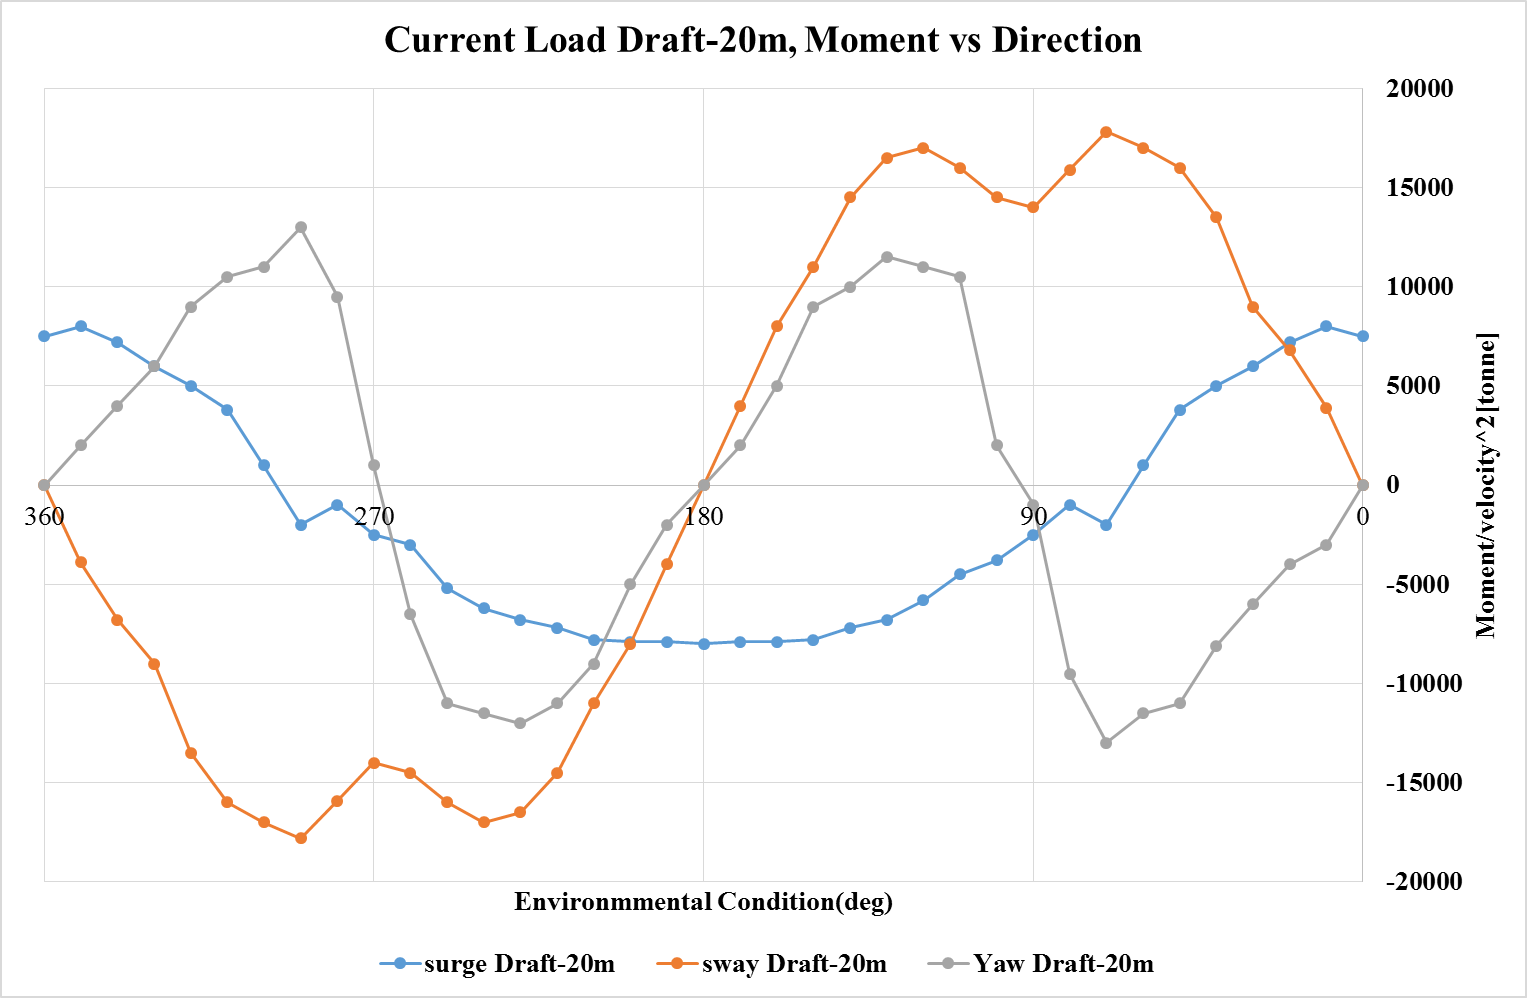 Current Load Draft-20m, Moment vs Direction
20000
15000
10000
5000
0
-5000
-10000
-15000
-20000
Moment/velocity^2[tonne]
360 270 180 90 0
Environmmental Condition(deg)
surge Draft-20m sway Draft-20m Yaw Draft-20m